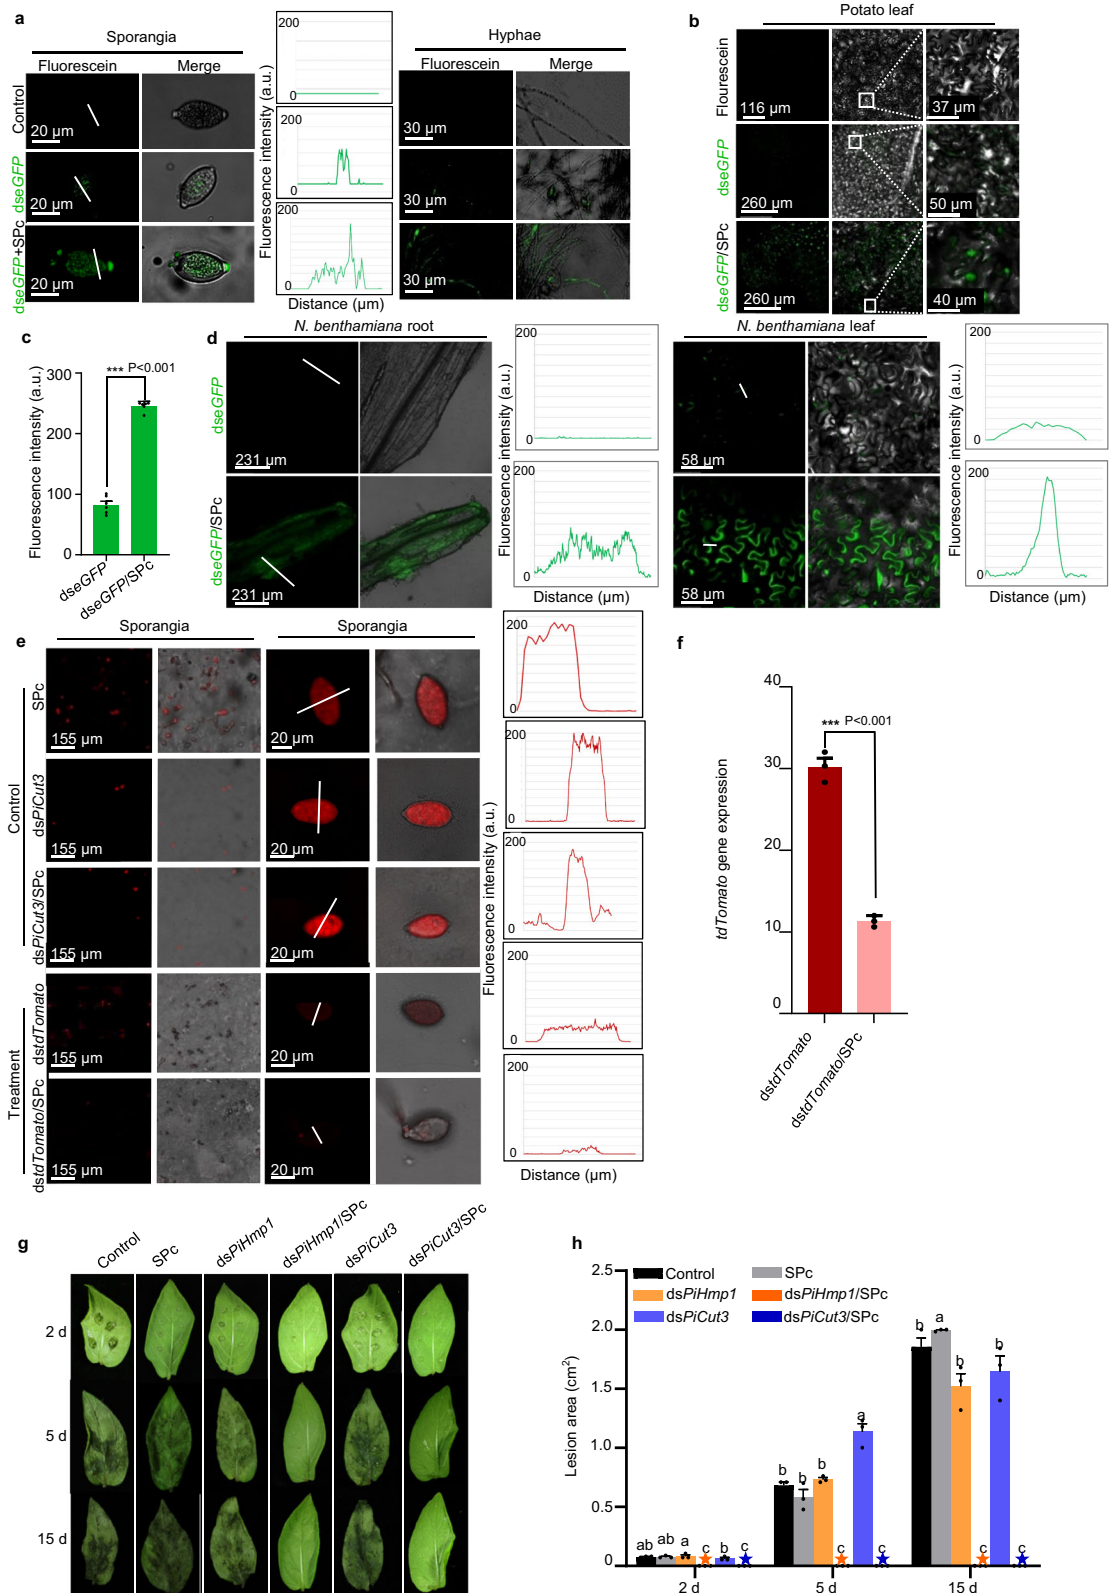 a
Sporangia
Fluorescein Merge
Control
20 µm
dseGFP
20 µm
dseGFP+SPc
20 µm
Fluorescence intensity (a.u.)
200
0
200
0
200
0
Distance (µm)
Hyphae
Fluorescein Merge
30 µm
30 µm
30 µm
b
Potato leaf
Flourescein
116 µm
37 µm
dseGFP
260 µm
50 µm
dseGFP/SPc
260 µm
40 µm
c
Fluorescence intensity (a.u.)
300
200
100
0
*** P<0.001
dseGFP
dseGFP/SPc
d
N. benthamiana root
dseGFP
231 µm
dseGFP/SPc
231 µm
Fluorescence intensity (a.u.)
200
0
200
0
Distance (µm)
N. benthamiana leaf
58 µm
58 µm
Fluorescence intensity (a.u.)
200
0
200
0
Distance (µm)
e
Sporangia
Sporangia
Control
SPc
155 µm
20 µm
dsPiCut3
155 µm
20 µm
dsPiCut3/SPc
155 µm
20 µm
Treatment
dstdTomato
155 µm
20 µm
dstdTomato/SPc
155 µm
20 µm
Fluorescence intensity (a.u.)
200
0
200
0
200
0
200
0
200
0
Distance (µm)
f
tdTomato gene expression
40
30
20
10
0
*** P<0.001
dstdTomato
dstdTomato/SPc
g
Control
SPc
dsPiHmp1
dsPiHmp1/SPc
dsPiCut3
dsPiCut3/SPc
2 d
5 d
15 d
h
Lesion area (cm²)
2.5
2.0
1.5
1.0
0.5
0
Control
SPc
dsPiHmp1
dsPiHmp1/SPc
dsPiCut3
dsPiCut3/SPc
ab a a c b c
b b b c a c
b a b c b c
2 d
5 d
15 d